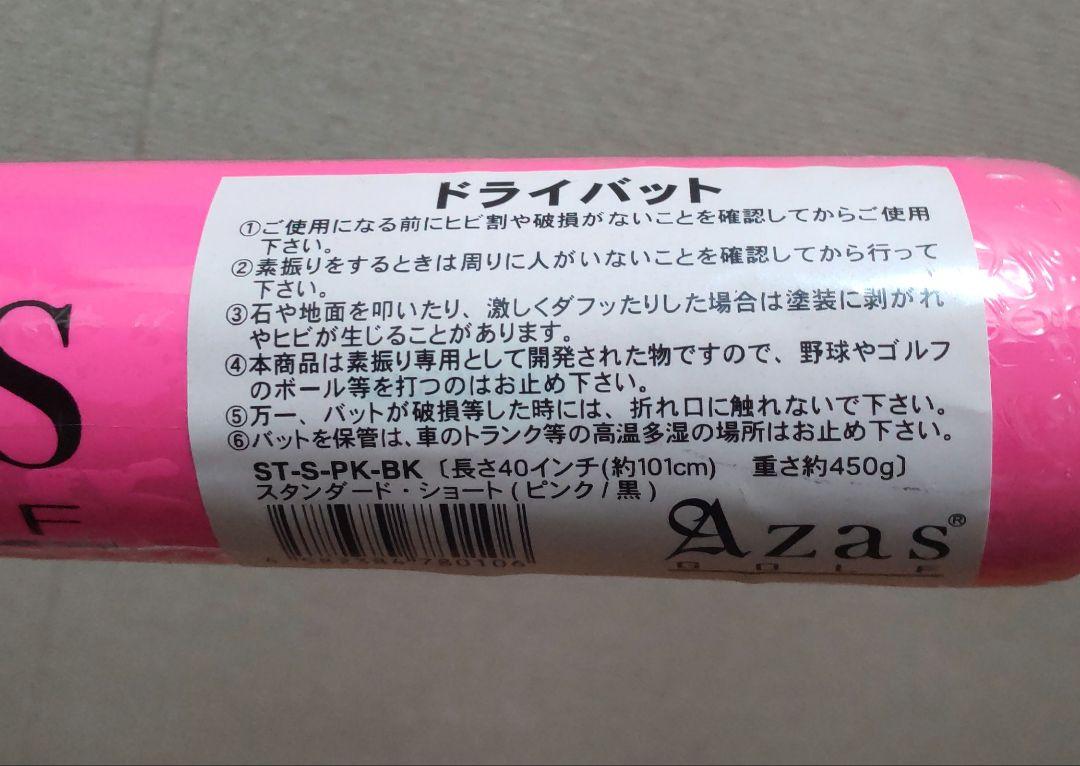 ドライバット
①ご使用になる前にヒビ割や破損がないことを確認してからご使用
下さい。
②素振りをするときは周りに人がいないことを確認してから行って
下さい。
③石や地面を叩いたり、激しくダフッたりした場合は塗装に剥がれ
やヒビが生じることがあります。
④本商品は素振り専用として開発された物ですので、野球やゴルフ
のボール等を打つのはお止め下さい。
⑤万一、バットが破損等した時には、折れ口に触れないで下さい。
⑥バットを保管は、車のトランク等の高温多湿の場所はお止め下さい。
ST-S-PK-BK〔長さ40インチ(約101cm) 重さ約450g〕
スタンダード・ショート(ピンク/黒)
Azas®
GOLF
S
F